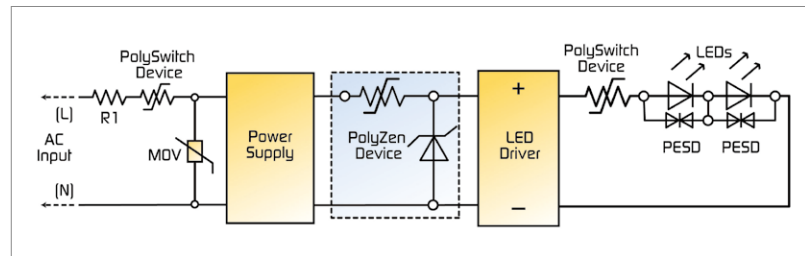 PolySwitch
Device
(L)
R1
AC
Input
MOV
(N)
Power
Supply
PolyZen
Device
+
LED
Driver
−
PolySwitch
Device
LEDs
PESD
PESD